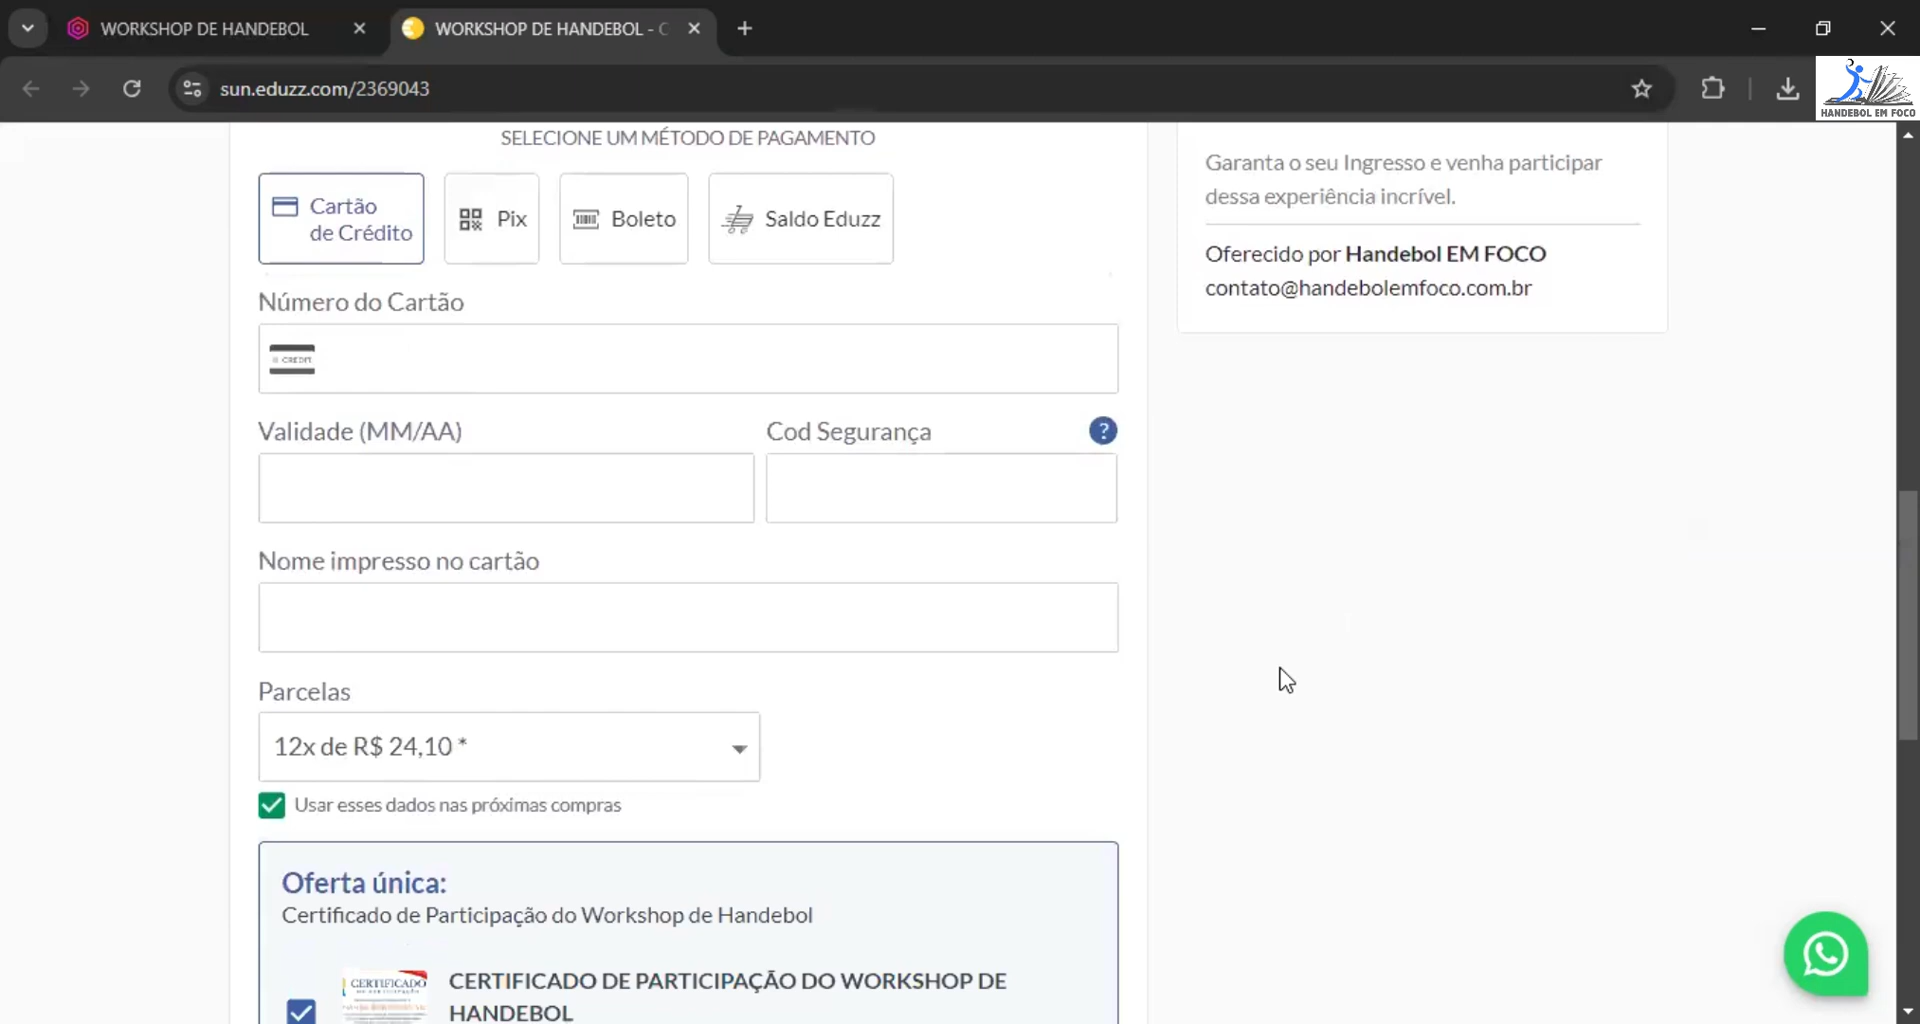 WORKSHOP DE HANDEBOL
WORKSHOP DE HANDEBOL - C
sun.eduzz.com/2369043
HANDEBOL EM FOCO
SELECIONE UM MÉTODO DE PAGAMENTO
Cartão
de Crédito
Pix
Boleto
Saldo Eduzz
Número do Cartão
CREDIT
Validade (MM/AA)
Cod Segurança
?
Nome impresso no cartão
Parcelas
12x de R$ 24,10 *
Usar esses dados nas próximas compras
Oferta única:
Certificado de Participação do Workshop de Handebol
CERTIFICADO
CERTIFICADO DE PARTICIPAÇÃO DO WORKSHOP DE
HANDEBOL
Garanta o seu Ingresso e venha participar
dessa experiência incrível.
Oferecido por Handebol EM FOCO
contato@handebolemfoco.com.br